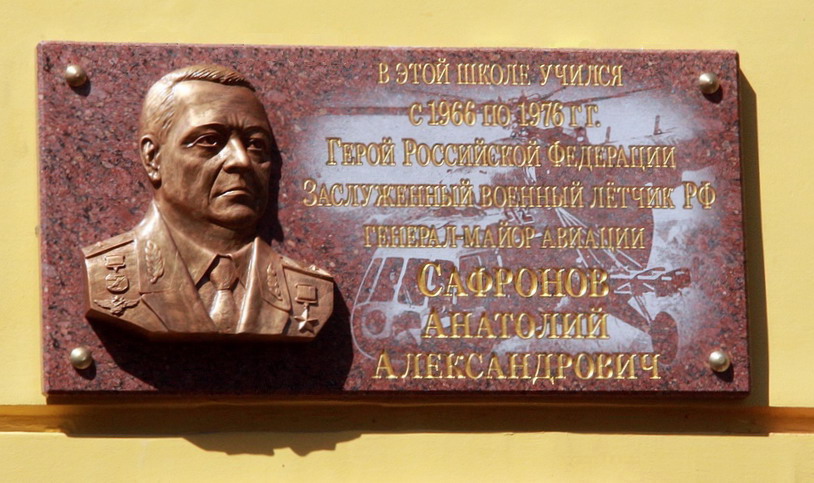 В ЭТОЙ ШКОЛЕ УЧИЛСЯ
С 1966 ПО 1976 Г Г.
ГЕРОЙ РОССИЙСКОЙ ФЕДЕРАЦИИ
ЗАСЛУЖЕННЫЙ ВОЕННЫЙ ЛЁТЧИК РФ
ГЕНЕРАЛ-МАЙОР АВИАЦИИ
САФРОНОВ
АНАТОЛИЙ
АЛЕКСАНДРОВИЧ